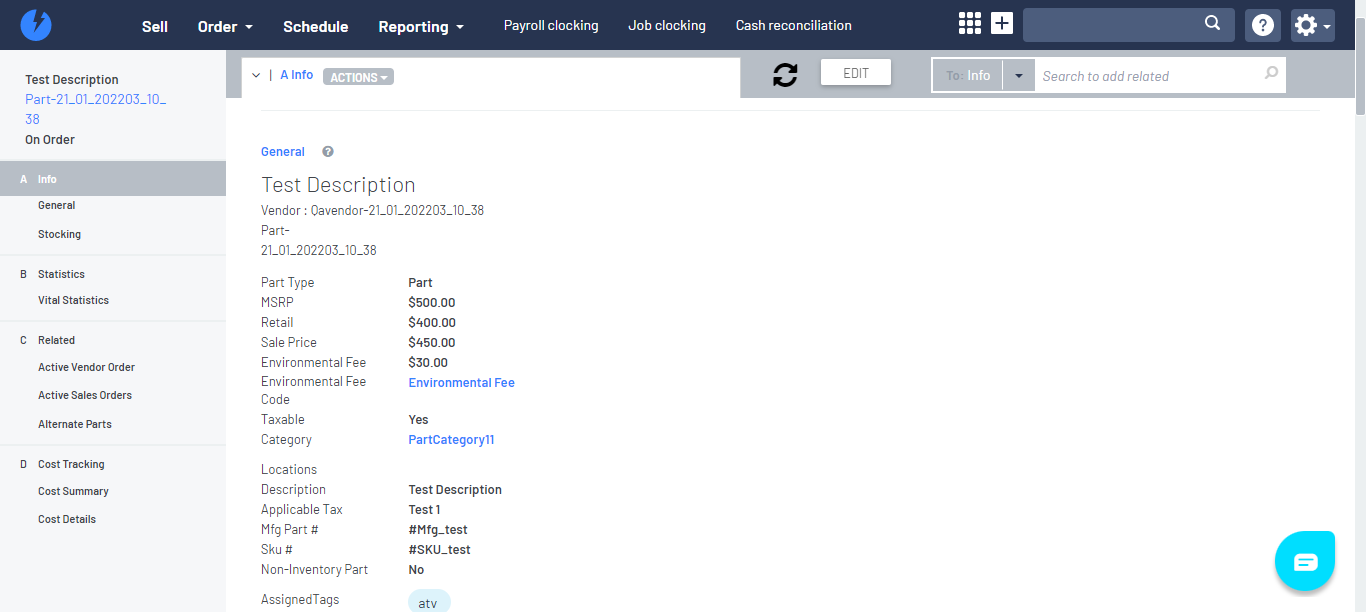 Sell Order Schedule Reporting Payroll clocking Job clocking Cash reconciliation
Test Description
Part-21_01_202203_10_
38
On Order
A Info
General
Stocking
B Statistics
Vital Statistics
C Related
Active Vendor Order
Active Sales Orders
Alternate Parts
D Cost Tracking
Cost Summary
Cost Details
| A Info ACTIONS
EDIT
To: Info Search to add related
General ?
Test Description
Vendor : Qavendor-21_01_202203_10_38
Part-
21_01_202203_10_38
Part Type Part
MSRP $500.00
Retail $400.00
Sale Price $450.00
Environmental Fee $30.00
Environmental Fee Environmental Fee
Code
Taxable Yes
Category PartCategory11
Locations
Description Test Description
Applicable Tax Test 1
Mfg Part # #Mfg_test
Sku # #SKU_test
Non-Inventory Part No
AssignedTags atv